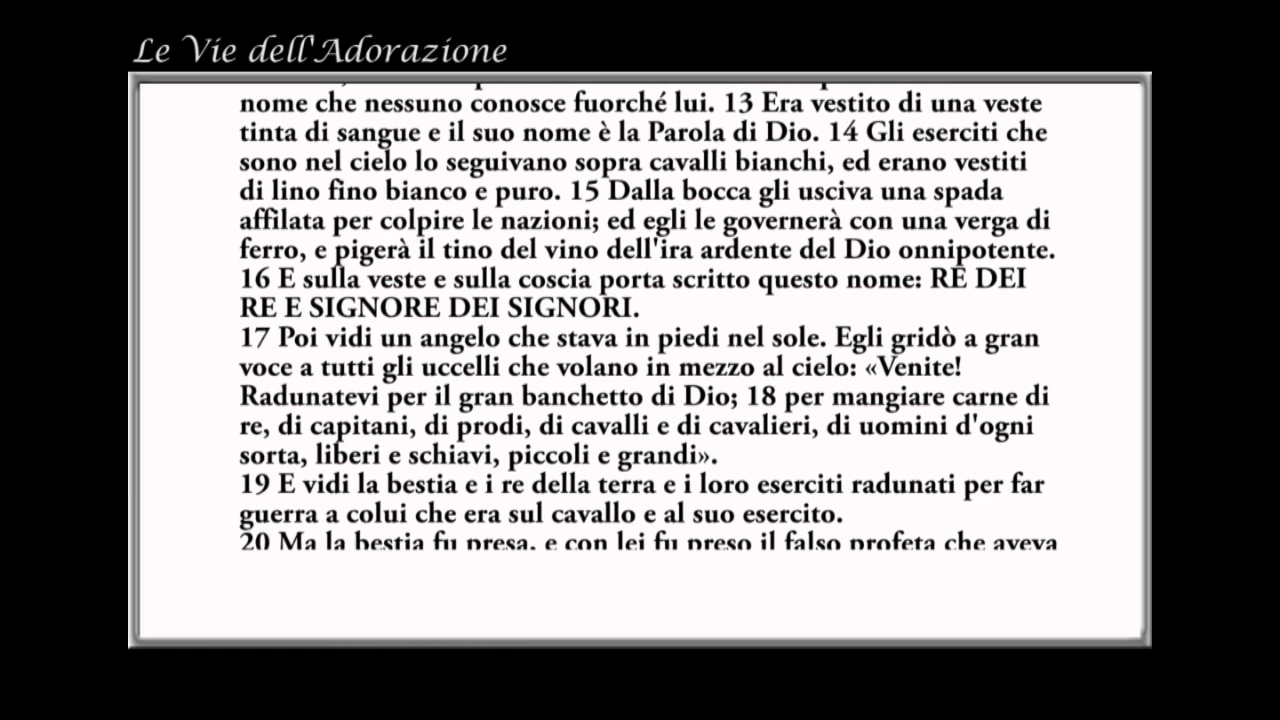 Le Vie dell'Adorazione
nome che nessuno conosce fuorché lui. 13 Era vestito di una veste
tinta di sangue e il suo nome è la Parola di Dio. 14 Gli eserciti che
sono nel cielo lo seguivano sopra cavalli bianchi, ed erano vestiti
di lino fino bianco e puro. 15 Dalla bocca gli usciva una spada
affilata per colpire le nazioni; ed egli le governerà con una verga di
ferro, e pigerà il tino del vino dell'ira ardente del Dio onnipotente.
16 E sulla veste e sulla coscia porta scritto questo nome: RE DEI
RE E SIGNORE DEI SIGNORI.
17 Poi vidi un angelo che stava in piedi nel sole. Egli gridò a gran
voce a tutti gli uccelli che volano in mezzo al cielo: «Venite!
Radunatevi per il gran banchetto di Dio; 18 per mangiare carne di
re, di capitani, di prodi, di cavalli e di cavalieri, di uomini d'ogni
sorta, liberi e schiavi, piccoli e grandi».
19 E vidi la bestia e i re della terra e i loro eserciti radunati per far
guerra a colui che era sul cavallo e al suo esercito.
20 Ma la bestia fu presa, e con lei fu preso il falso profeta che aveva